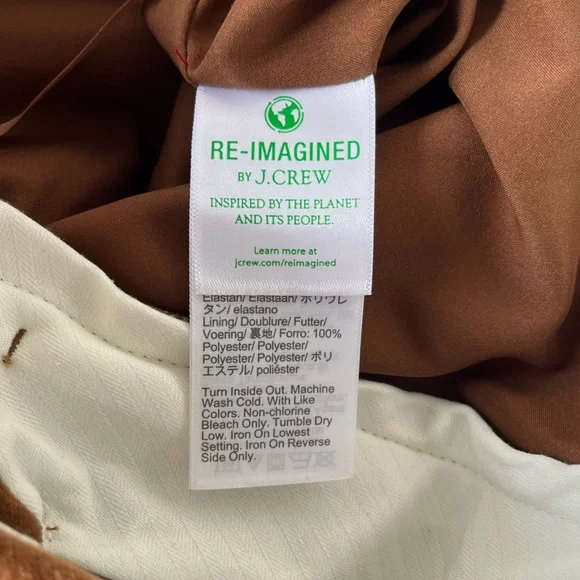 RE-IMAGINED
BY J.CREW
INSPIRED BY THE PLANET
AND ITS PEOPLE.
Learn more at
jcrew.com/reimagined
Elastan/ Elastaan/ ポリウレ
タン/ elastano
Lining/ Doublure/ Futter/
Voering/ 裏地/ Forro: 100%
Polyester/ Polyester/
Polyester/ Polyester/ ポリ
エステル/ poliéster
Turn Inside Out. Machine
Wash Cold. With Like
Colors. Non-chlorine
Bleach Only. Tumble Dry
Low. Iron On Lowest
Setting. Iron On Reverse
Side Only.